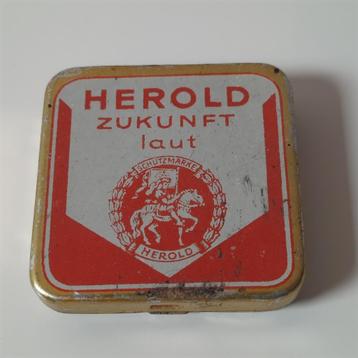 HEROLD
ZUKUNFT
laut
SCHUTZMARKE
HEROLD